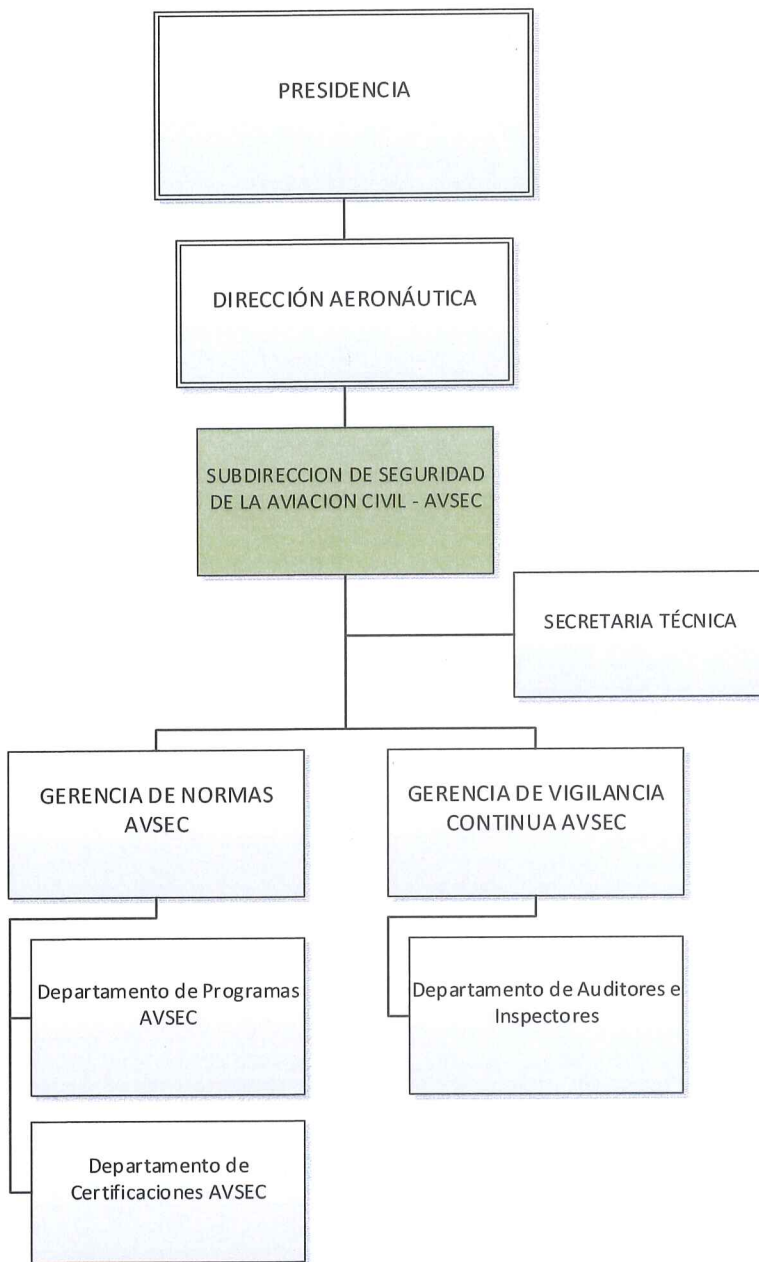 PRESIDENCIA
DIRECCIÓN AERONÁUTICA
SUBDIRECCION DE SEGURIDAD
DE LA AVIACION CIVIL - AVSEC
SECRETARIA TÉCNICA
GERENCIA DE NORMAS
AVSEC
GERENCIA DE VIGILANCIA
CONTINUA AVSEC
Departamento de Programas
AVSEC
Departamento de Auditores e
Inspectores
Departamento de
Certificaciones AVSEC